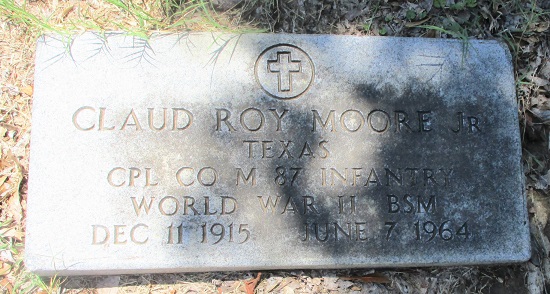 CLAUD ROY MOORE JR
TEXAS
CPL CO M 87 INFANTRY
WORLD WAR II BSM
DEC 11 1915 JUNE 7 1964